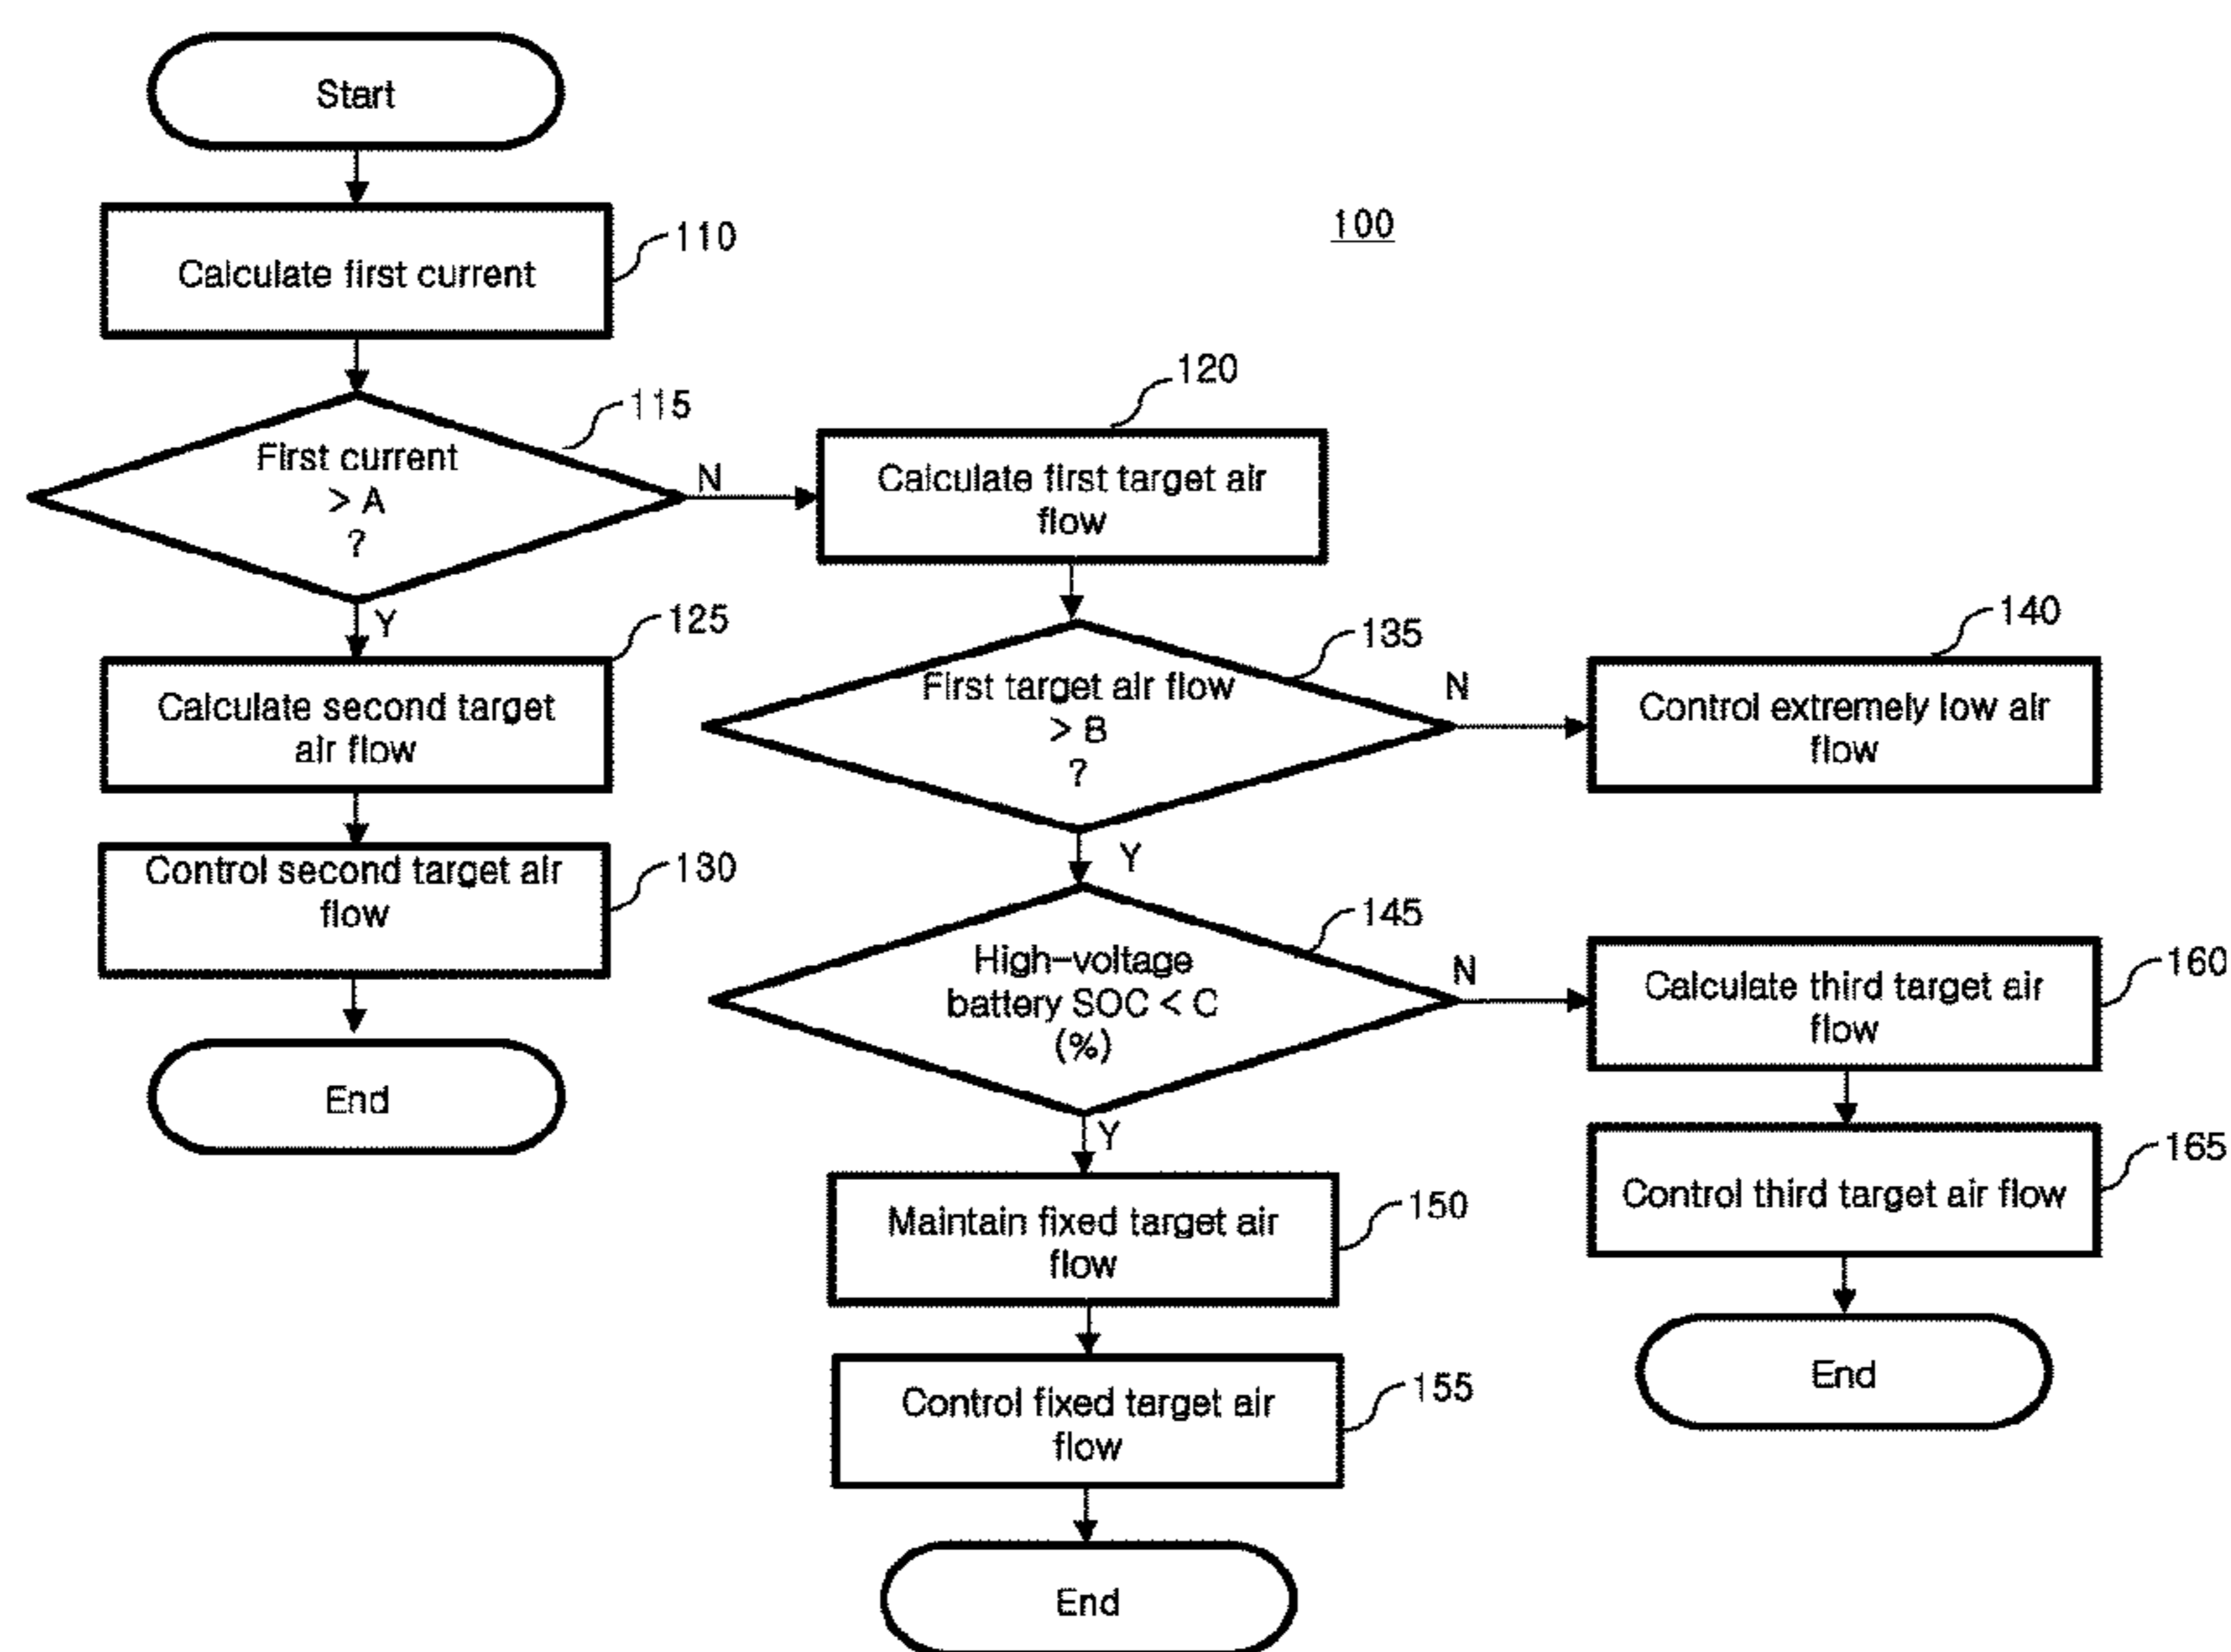 Start
Calculate first current
110
100
First current
> A
?
115
N
Y
Calculate first target air
flow
120
Calculate second target
air flow
125
First target air flow
> B
?
135
N
Y
Control extremely low air
flow
140
Control second target air
flow
130
End
High-voltage
battery SOC < C
(%)
145
N
Y
Calculate third target air
flow
160
Control third target air flow
165
End
Maintain fixed target air
flow
150
Control fixed target air
flow
155
End